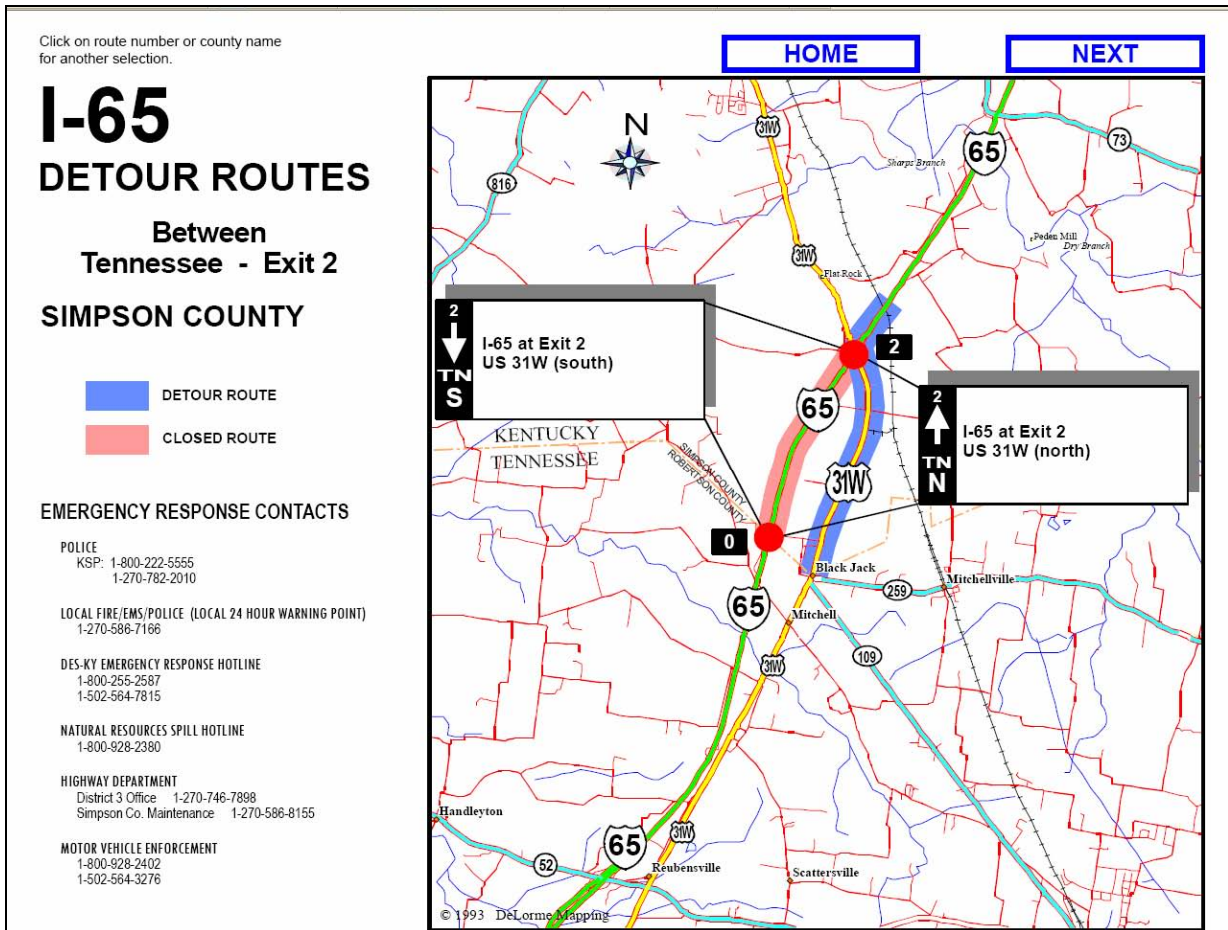 Click on route number or county name
for another selection.
HOME
NEXT
I-65
DETOUR ROUTES
Between
Tennessee - Exit 2
SIMPSON COUNTY
DETOUR ROUTE
CLOSED ROUTE
EMERGENCY RESPONSE CONTACTS
POLICE
KSP: 1-800-222-5555
1-270-782-2010
LOCAL FIRE/EMS/POLICE (LOCAL 24 HOUR WARNING POINT)
1-270-586-7166
DES-KY EMERGENCY RESPONSE HOTLINE
1-800-255-2587
1-502-564-7815
NATURAL RESOURCES SPILL HOTLINE
1-800-928-2380
HIGHWAY DEPARTMENT
District 3 Office 1-270-746-7898
Simpson Co. Maintenance 1-270-586-8155
MOTOR VEHICLE ENFORCEMENT
1-800-928-2402
1-502-564-3276
N
31W
65
73
816
Sharps Branch
Peden Mill
Dry Branch
31W
Flat Rock
2
TN
S
I-65 at Exit 2
US 31W (south)
2
65
2
TN
N
I-65 at Exit 2
US 31W (north)
KENTUCKY
TENNESSEE
SIMPSON COUNTY
ROBERTSON COUNTY
31W
0
Black Jack
259
Mitchellville
65
Mitchell
109
31W
Handleyton
52
65
31W
Reubensville
Scattersville
© 1993 DeLorme Mapping